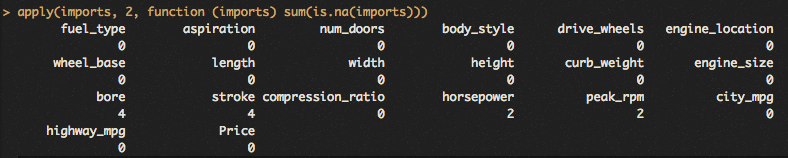 > apply(imports, 2, function (imports) sum(is.na(imports)))
fuel_type aspiration num_doors body_style drive_wheels engine_location
0 0 0 0 0 0
wheel_base length width height curb_weight engine_size
0 0 0 0 0 0
bore stroke compression_ratio horsepower peak_rpm city_mpg
4 4 0 2 2 0
highway_mpg Price
0 0